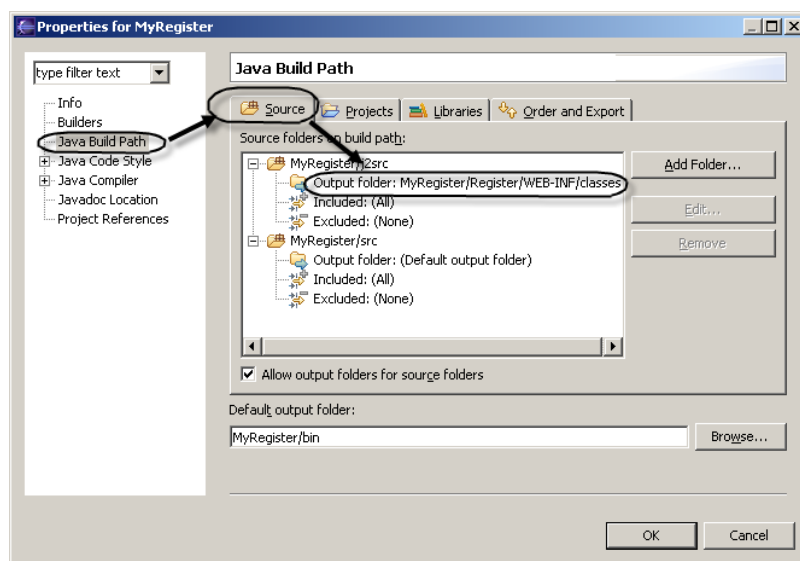 Properties for MyRegister
type filter text
Info
Builders
Java Build Path
Java Code Style
Java Compiler
Javadoc Location
Project References
Java Build Path
Source
Projects
Libraries
Order and Export
Source folders on build path:
MyRegister/j2src
Output folder: MyRegister/Register/WEB-INF/classes
Included: (All)
Excluded: (None)
MyRegister/src
Output folder: (Default output folder)
Included: (All)
Excluded: (None)
Add Folder...
Edit...
Remove
Allow output folders for source folders
Default output folder:
MyRegister/bin
Browse...
OK
Cancel